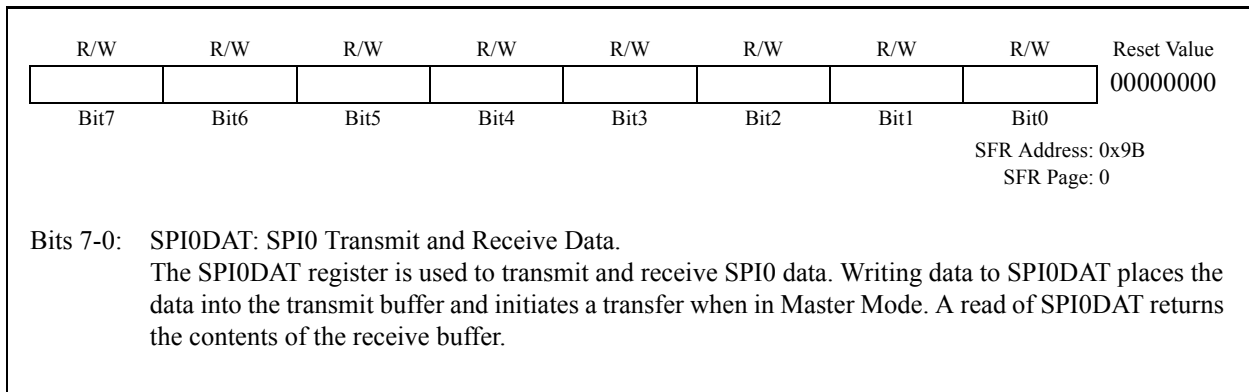 R/W R/W R/W R/W R/W R/W R/W R/W Reset Value
00000000
Bit7 Bit6 Bit5 Bit4 Bit3 Bit2 Bit1 Bit0
SFR Address: 0x9B
SFR Page: 0
Bits 7-0: SPI0DAT: SPI0 Transmit and Receive Data.
The SPI0DAT register is used to transmit and receive SPI0 data. Writing data to SPI0DAT places the
data into the transmit buffer and initiates a transfer when in Master Mode. A read of SPI0DAT returns
the contents of the receive buffer.